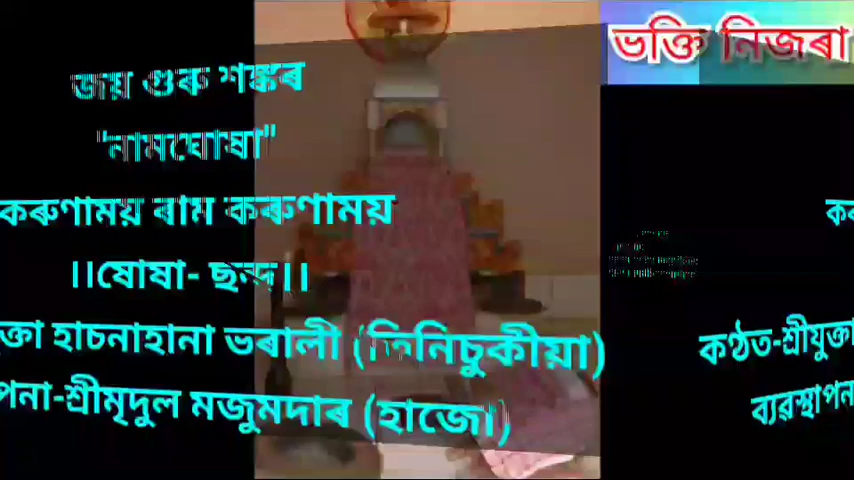 ভক্তি নিজৰা
জয় গুৰু শঙ্কৰ
"নামঘোষা"
কৰুণাময় ৰাম কৰুণাময়
।।ঘোষা- ছন্দ।।
ক্তা হাচনাহানা ভৰালী (তিনিচুকীয়া)
পনা-শ্ৰীমৃদুল মজুমদাৰ (হাজো)
কৰ
কণ্ঠত-শ্ৰীযুক্তা
ব্যৱস্থাপন